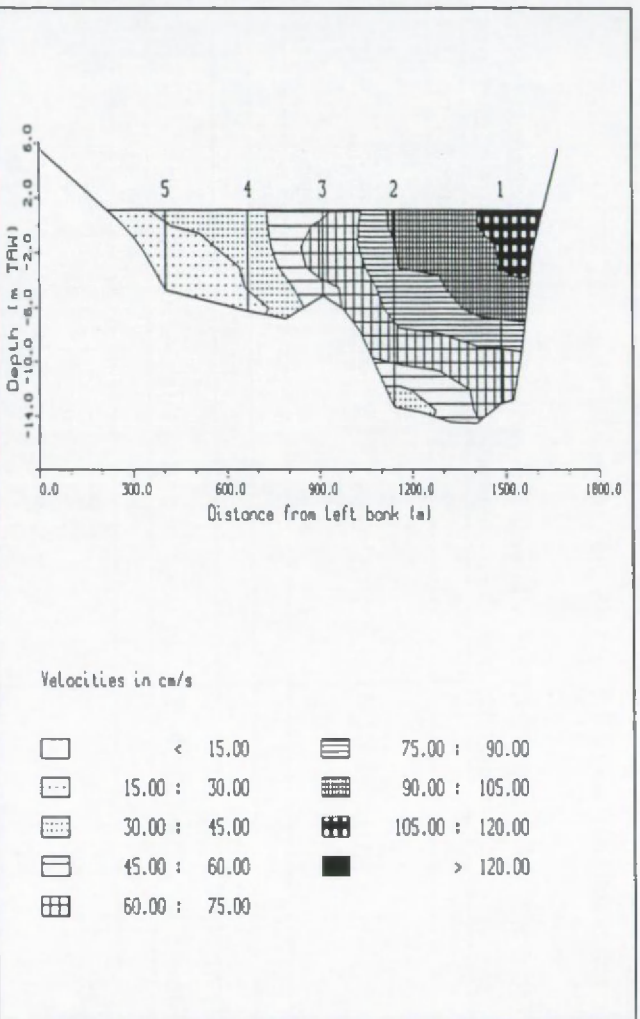 6.0
2.0
-2.0
-6.0
-10.0
-14.0
Depth (m TAW)
5 4 3 2 1
0.0 300.0 600.0 900.0 1200.0 1500.0 1800.0
Distance from left bank (m)
Velocities in cm/s
< 15.00
15.00 : 30.00
30.00 : 45.00
45.00 : 60.00
60.00 : 75.00
75.00 : 90.00
90.00 : 105.00
105.00 : 120.00
> 120.00